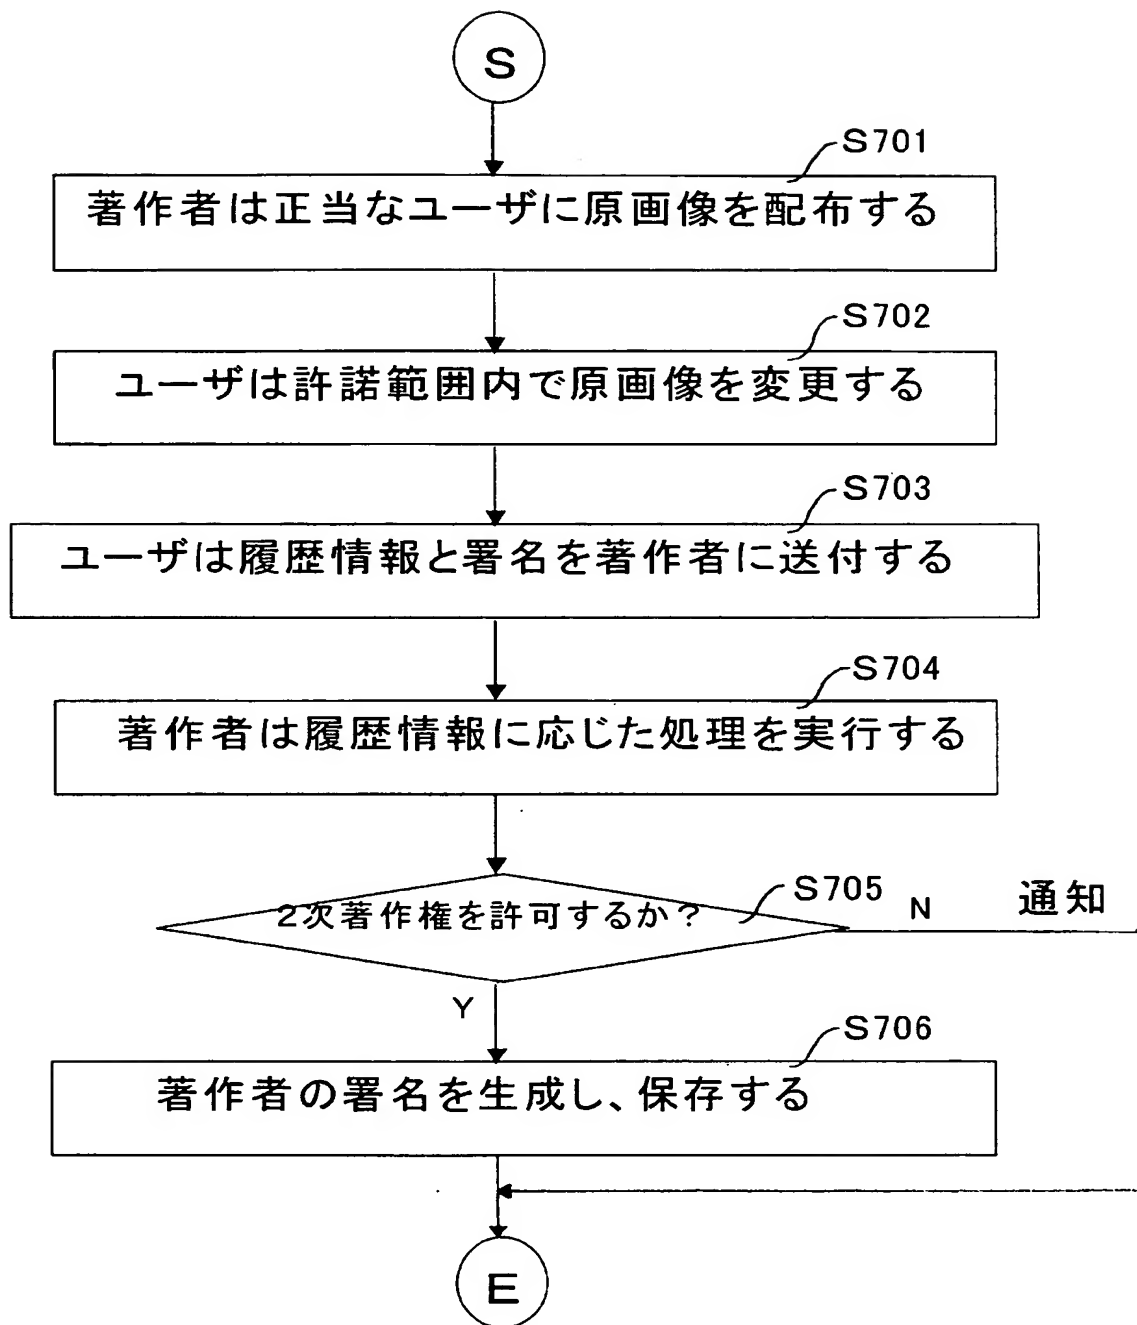 S
S701
著作者は正当なユーザに原画像を配布する
S702
ユーザは許諾範囲内で原画像を変更する
S703
ユーザは履歴情報と署名を著作者に送付する
S704
著作者は履歴情報に応じた処理を実行する
S705
2次著作権を許可するか？
N
通知
Y
S706
著作者の署名を生成し、保存する
E